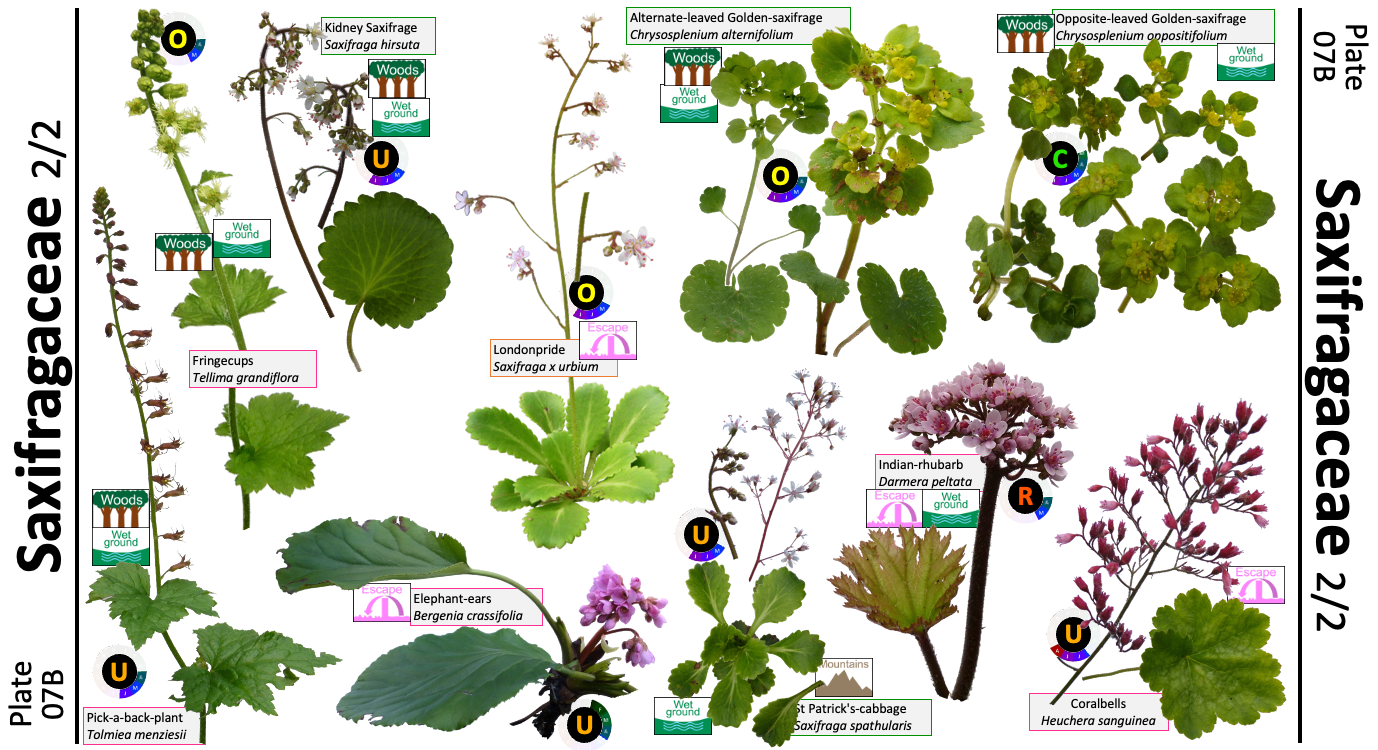 Saxifragaceae 2/2
Plate
07B
O
Kidney Saxifrage
Saxifraga hirsuta
Woods
Wet
ground
U
Woods
Wet
ground
Fringecups
Tellima grandiflora
Woods
Wet
ground
U
Pick-a-back-plant
Tolmiea menziesii
O
Escape
Londonpride
Saxifraga x urbium
Escape
Elephant-ears
Bergenia crassifolia
U
Alternate-leaved Golden-saxifrage
Chrysosplenium alternifolium
Woods
Wet
ground
O
Opposite-leaved Golden-saxifrage
Chrysosplenium oppositifolium
Woods
Wet
ground
C
U
Mountains
Wet
ground
St Patrick's-cabbage
Saxifraga spathularis
Indian-rhubarb
Darmera peltata
Escape
Wet
ground
R
Escape
U
Coralbells
Heuchera sanguinea
Plate
07B
Saxifragaceae 2/2